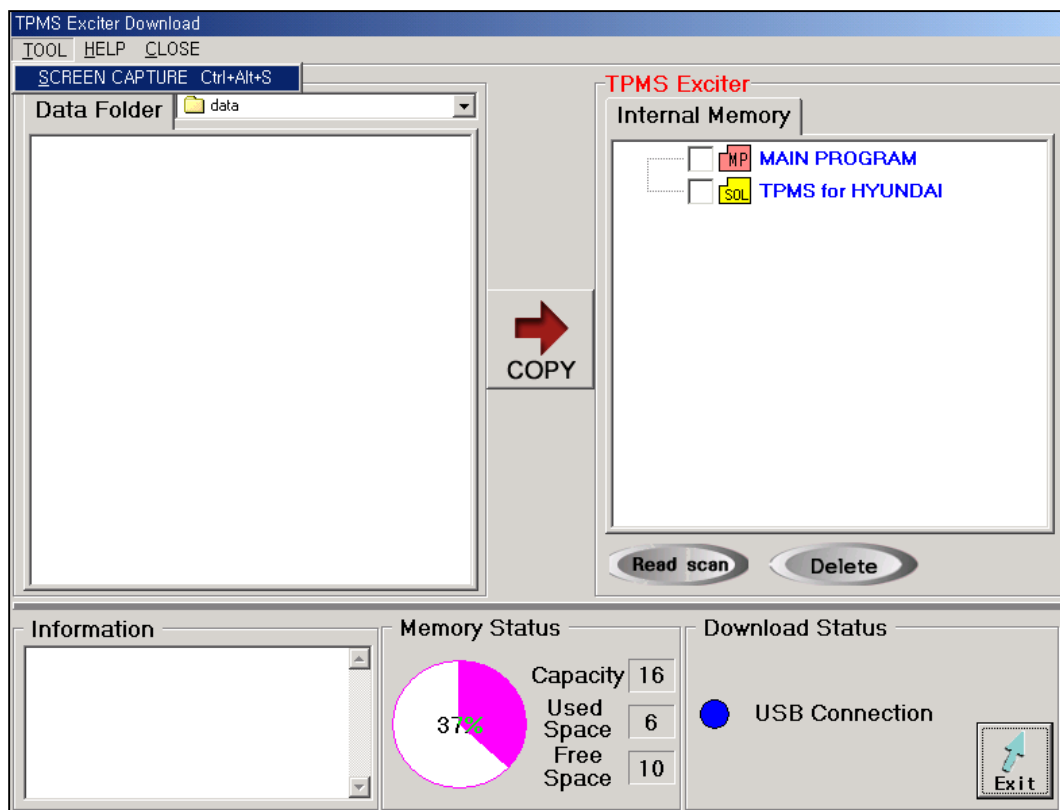 TPMS Exciter Download
TOOL HELP CLOSE
SCREEN CAPTURE Ctrl+Alt+S
Data Folder
data
TPMS Exciter
Internal Memory
MP MAIN PROGRAM
SOL TPMS for HYUNDAI
COPY
Read scan
Delete
Information
Memory Status
37%
Capacity 16
Used Space 6
Free Space 10
Download Status
USB Connection
Exit